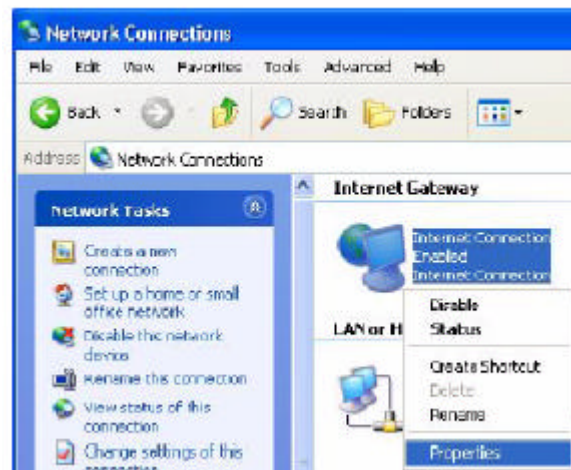 Network Connections
File Edit View Favorites Tools Advanced Help
Back Search Folders
Address Network Connections
Network Tasks
Create a new
connection
Set up a home or small
office network
Disable this network
device
Rename this connection
View status of this
connection
Change settings of this
connection
Internet Gateway
Internet Connection
Enabled
Internet Connection
LAN or H
Disable
Status
Create Shortcut
Delete
Rename
Properties